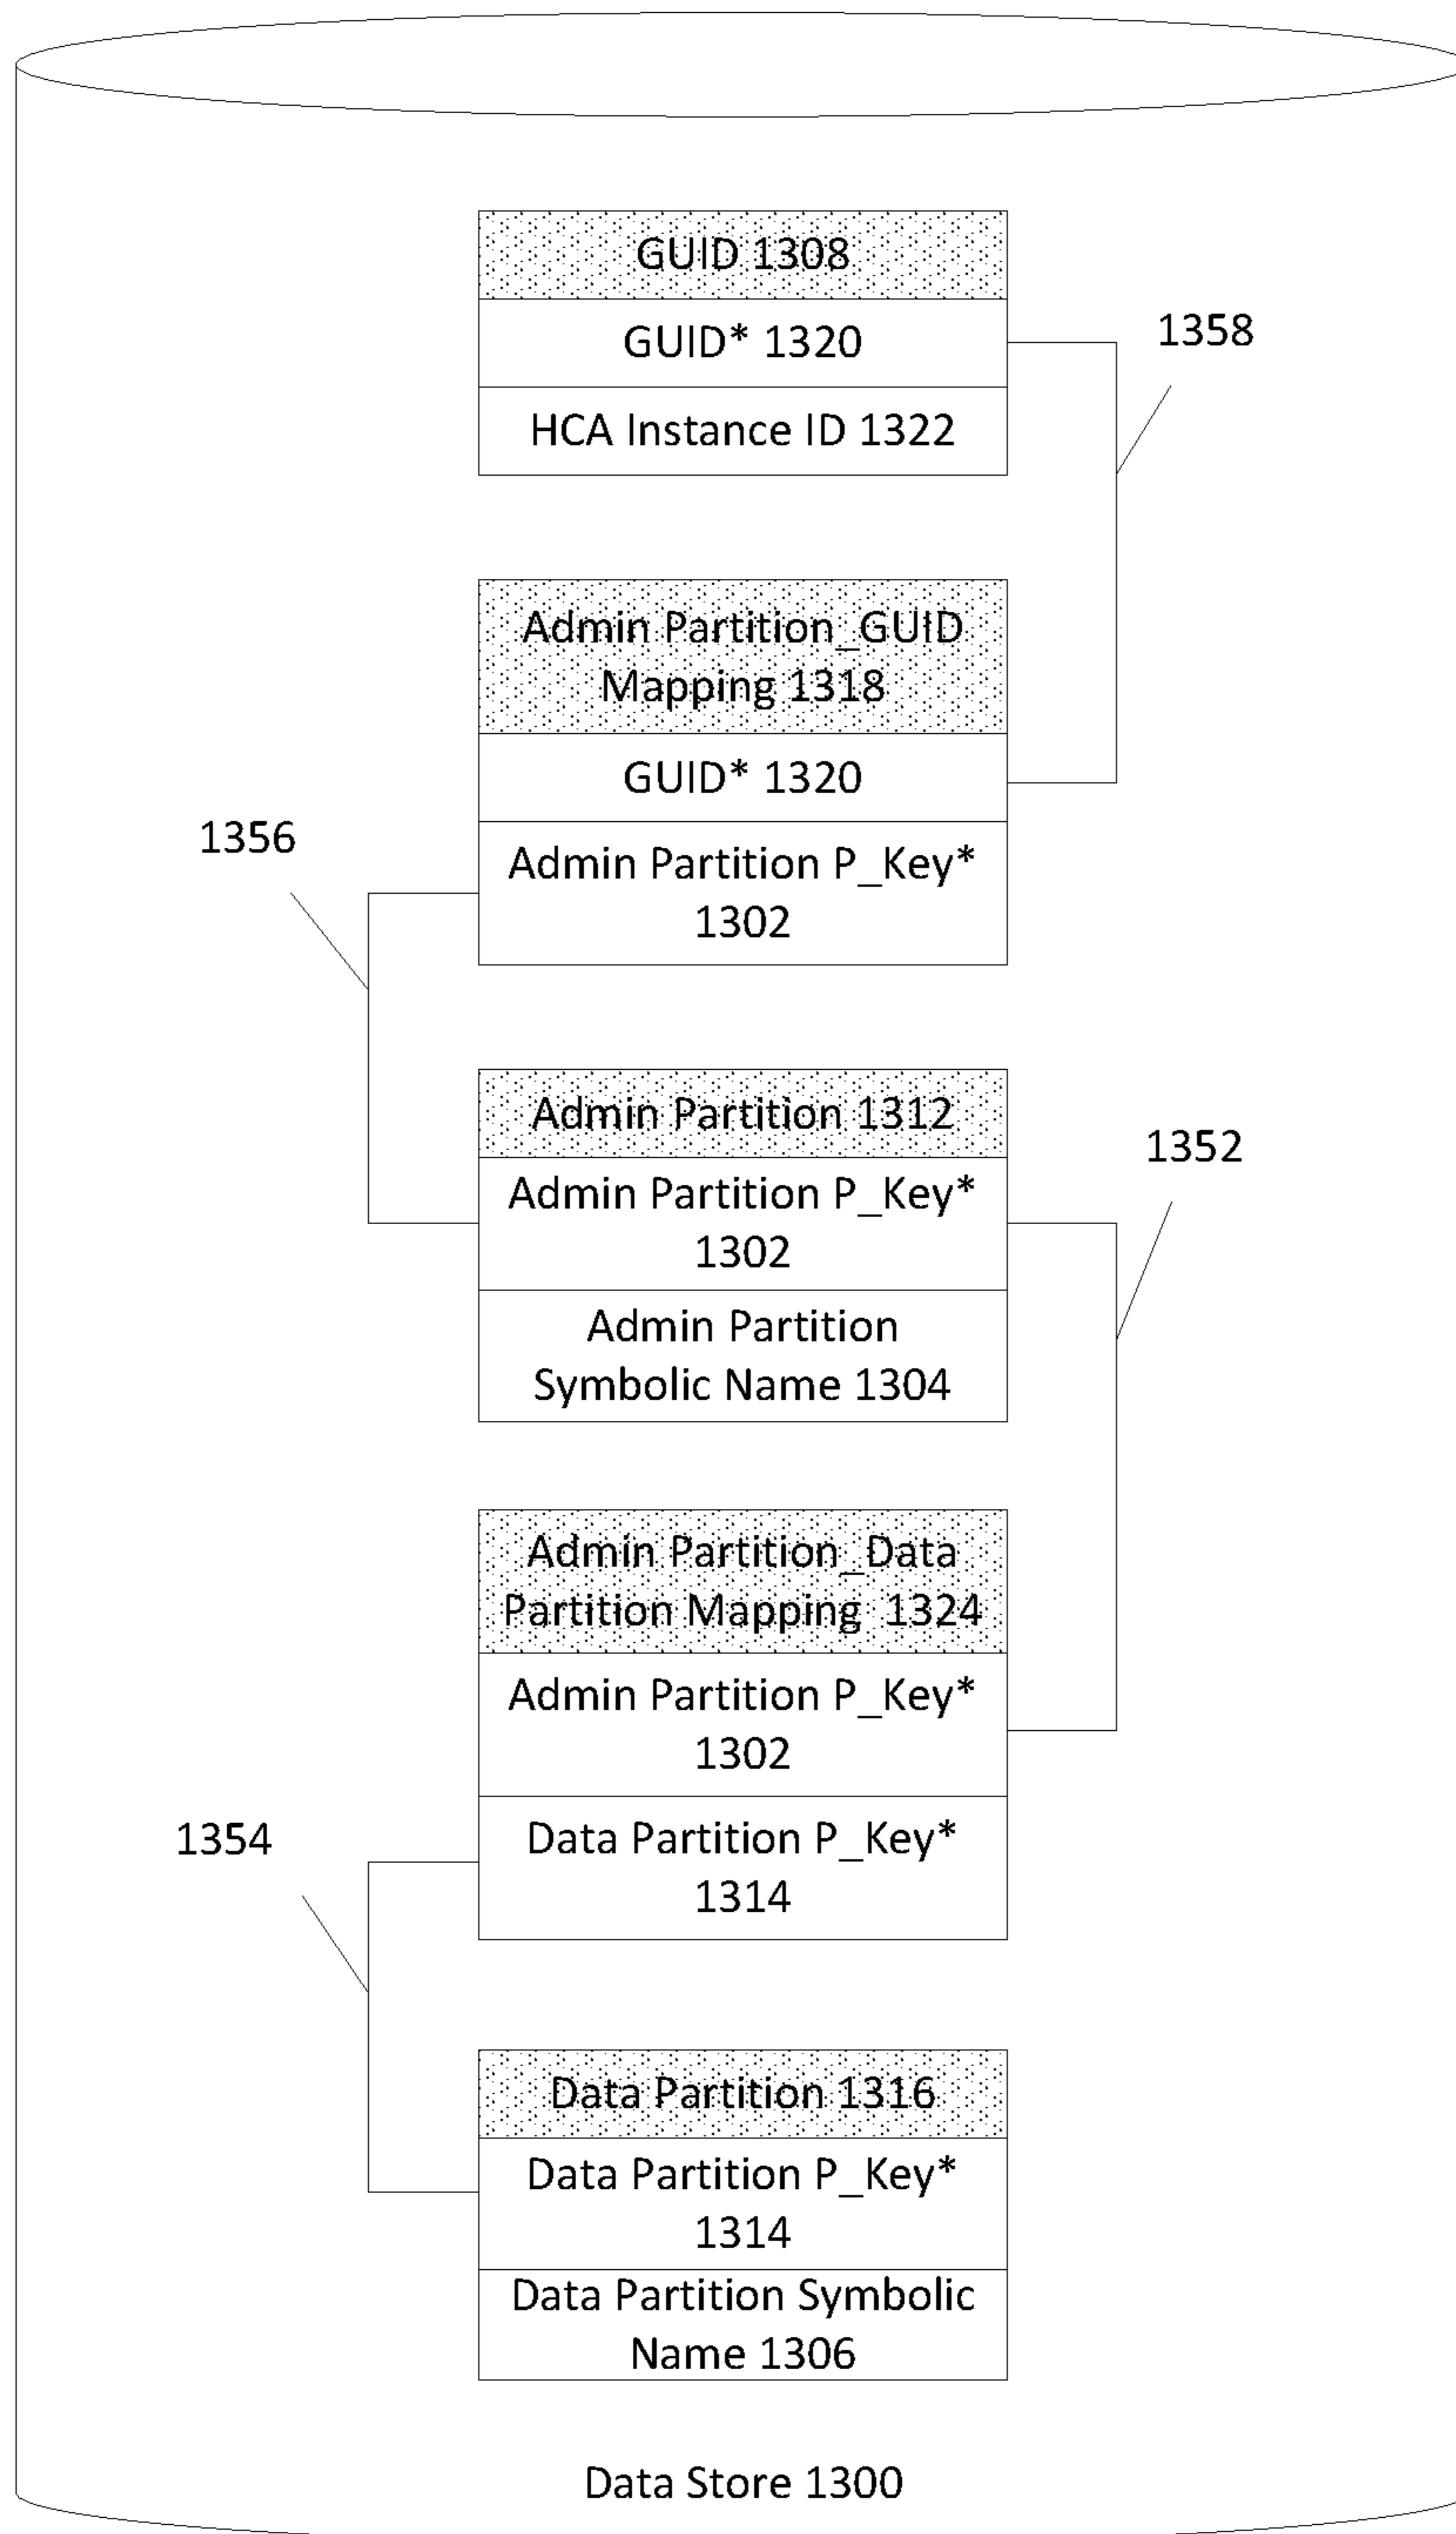 GUID 1308
GUID* 1320
1358
HCA Instance ID 1322
Admin Partition_GUID
Mapping 1318
GUID* 1320
1356
Admin Partition P_Key*
1302
Admin Partition 1312
1352
Admin Partition P_Key*
1302
Admin Partition
Symbolic Name 1304
Admin Partition_Data
Partition Mapping 1324
Admin Partition P_Key*
1302
1354
Data Partition P_Key*
1314
Data Partition 1316
Data Partition P_Key*
1314
Data Partition Symbolic
Name 1306
Data Store 1300